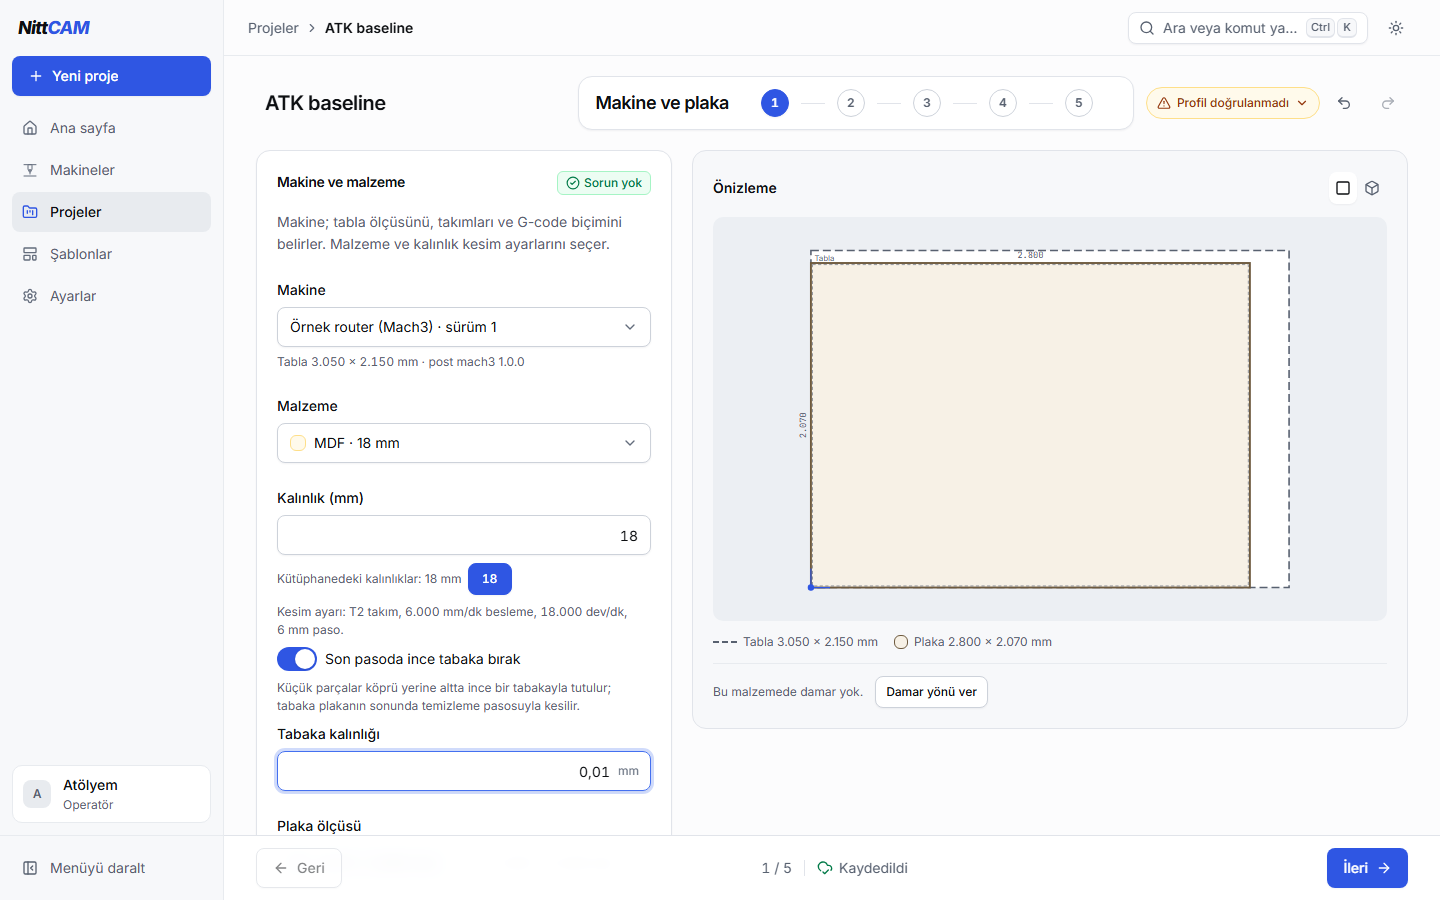 NittCAM
Yeni proje
Ana sayfa
Makineler
Projeler
Şablonlar
Ayarlar
A
Atölyem
Operatör
Menüyü daralt
Projeler > ATK baseline
Ara veya komut ya... Ctrl K
ATK baseline
Makine ve plaka 1 2 3 4 5
Profil doğrulanmadı
Makine ve malzeme
Sorun yok
Makine; tabla ölçüsünü, takımları ve G-code biçimini
belirler. Malzeme ve kalınlık kesim ayarlarını seçer.
Makine
Örnek router (Mach3) · sürüm 1
Tabla 3.050 × 2.150 mm · post mach3 1.0.0
Malzeme
MDF · 18 mm
Kalınlık (mm)
18
Kütüphanedeki kalınlıklar: 18 mm 18
Kesim ayarı: T2 takım, 6.000 mm/dk besleme, 18.000 dev/dk,
6 mm paso.
Son pasoda ince tabaka bırak
Küçük parçalar köprü yerine altta ince bir tabakayla tutulur;
tabaka plakanın sonunda temizleme pasosuyla kesilir.
Tabaka kalınlığı
0,01 mm
Plaka ölçüsü
Önizleme
Tabla
2.800
2.070
Tabla 3.050 × 2.150 mm
Plaka 2.800 × 2.070 mm
Bu malzemede damar yok.
Damar yönü ver
Geri
1 / 5
Kaydedildi
İleri